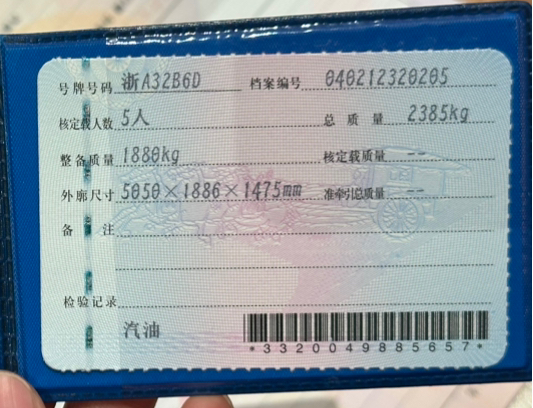 号牌号码 浙A32B6D 档案编号 040212320205
核定载人数 5人 总质量 2385kg
整备质量 1880kg 核定载质量 --
外廓尺寸 5050×1886×1475mm 准牵引总质量 --
备注
检验记录
汽油
*3320049885657*